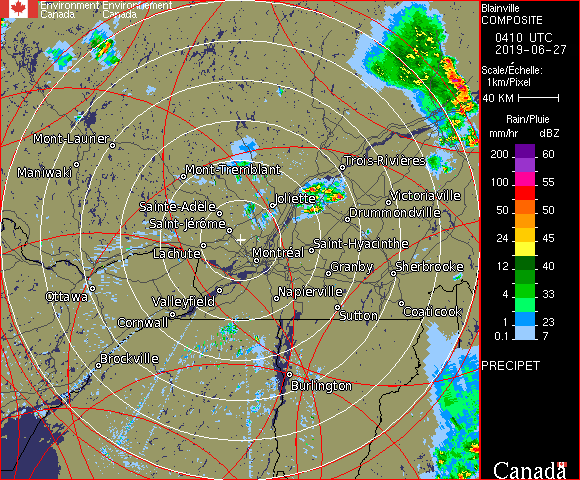 Environment Environnement
Canada Canada
Blainville
COMPOSITE
0410 UTC
2019-06-27
Scale/Échelle:
1km/Pixel
40 KM
Rain/Pluie
mm/hr dBZ
200 60
100 55
50 50
24 45
12 40
4 33
1 23
0.1 7
PRECIPET
Canada
Mont-Laurier
Maniwaki
Mont-Tremblant
Trois-Rivières
Joliette
Victoriaville
Sainte-Adèle
Drummondville
Saint-Jérôme
Saint-Hyacinthe
Lachute
Montréal
Granby
Sherbrooke
Ottawa
Valleyfield
Napierville
Coaticook
Cornwall
Sutton
Brockville
Burlington